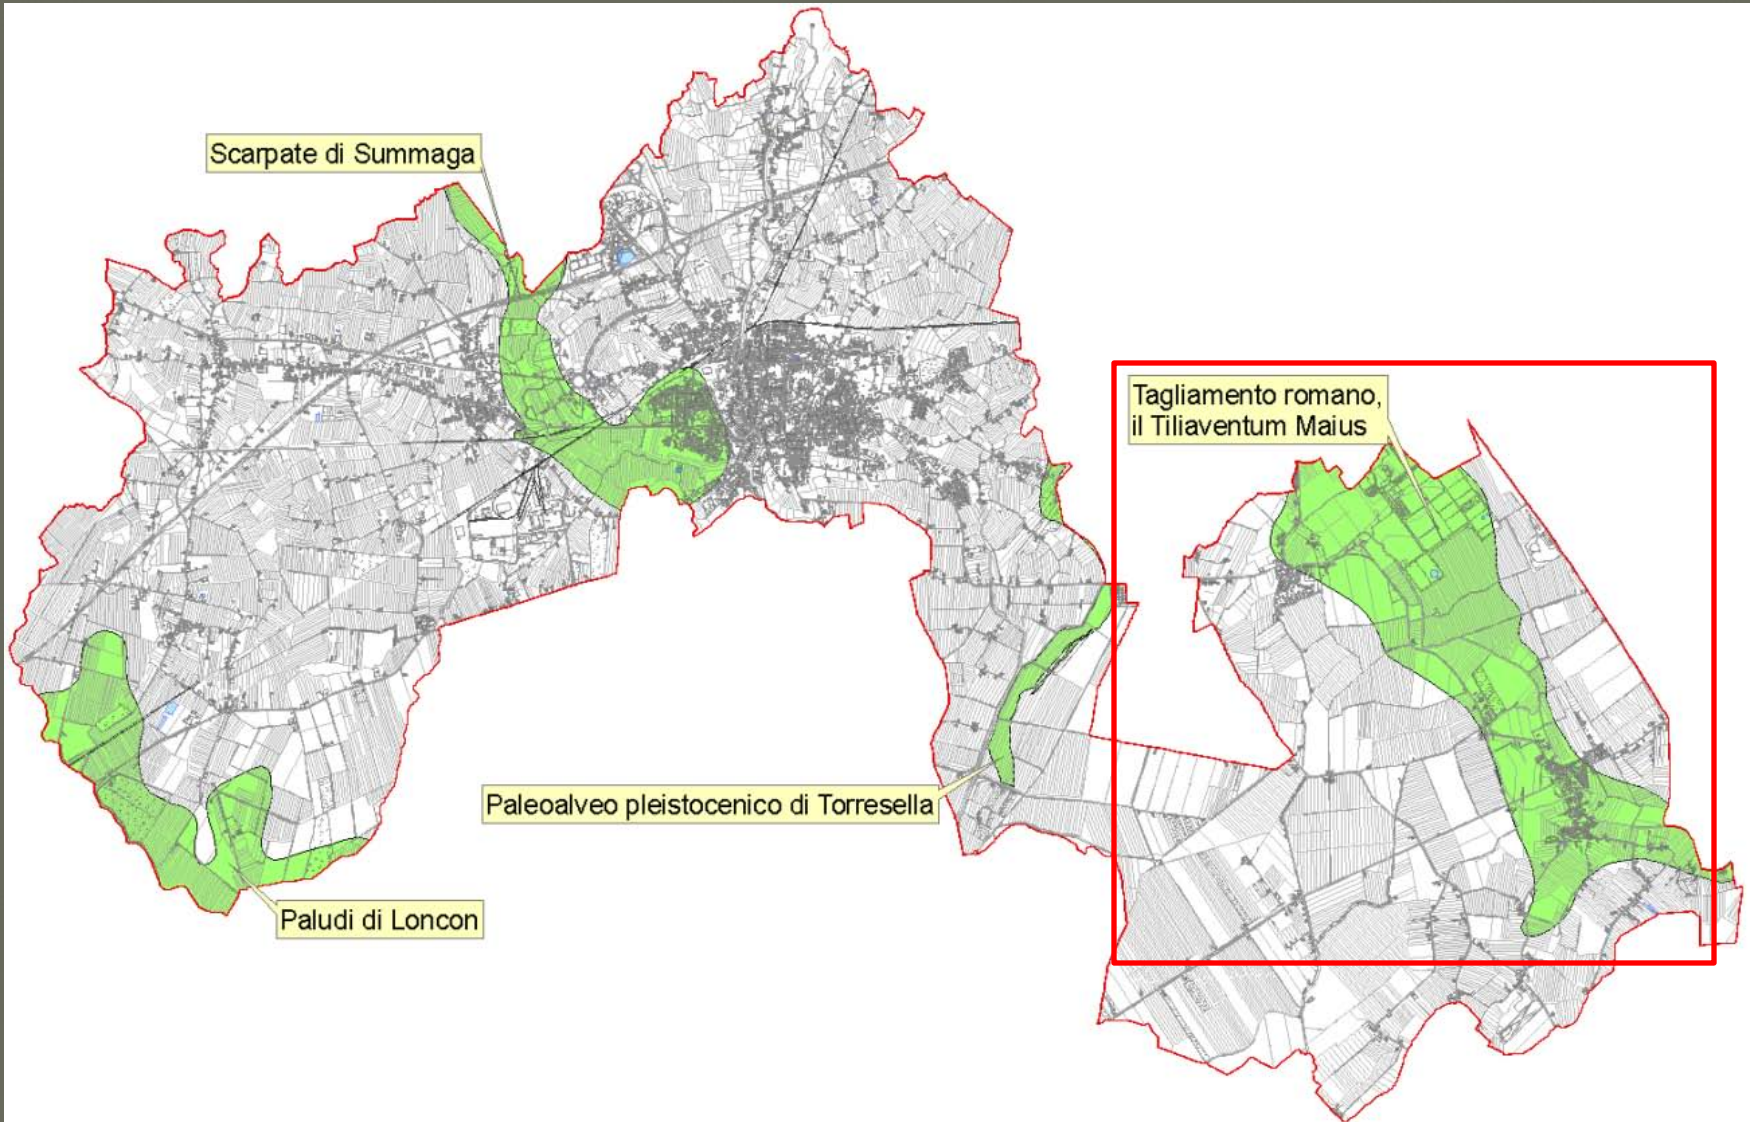 Scarpate di Summaga
Tagliamento romano,
il Tiliaventum Maius
Paleoalveo pleistocenico di Torresella
Paludi di Loncon